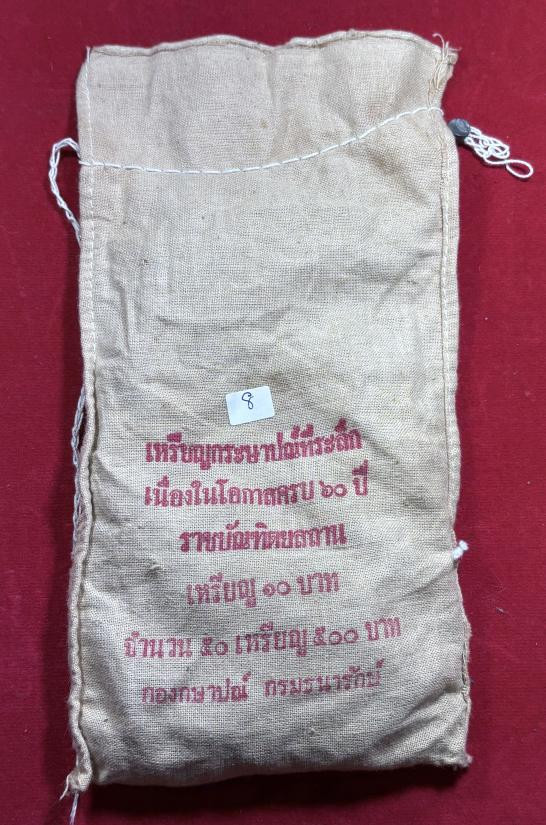 8
เหรียญกระษาปณ์ที่ระลึก
เนื่องในโอกาสครบ ๖๐ ปี
ราชบัณฑิตยสถาน
เหรียญ ๑๐ บาท
จำนวน ๕๐ เหรียญ ๕๐๐ บาท
กองกษาปณ์ กรมธนารักษ์